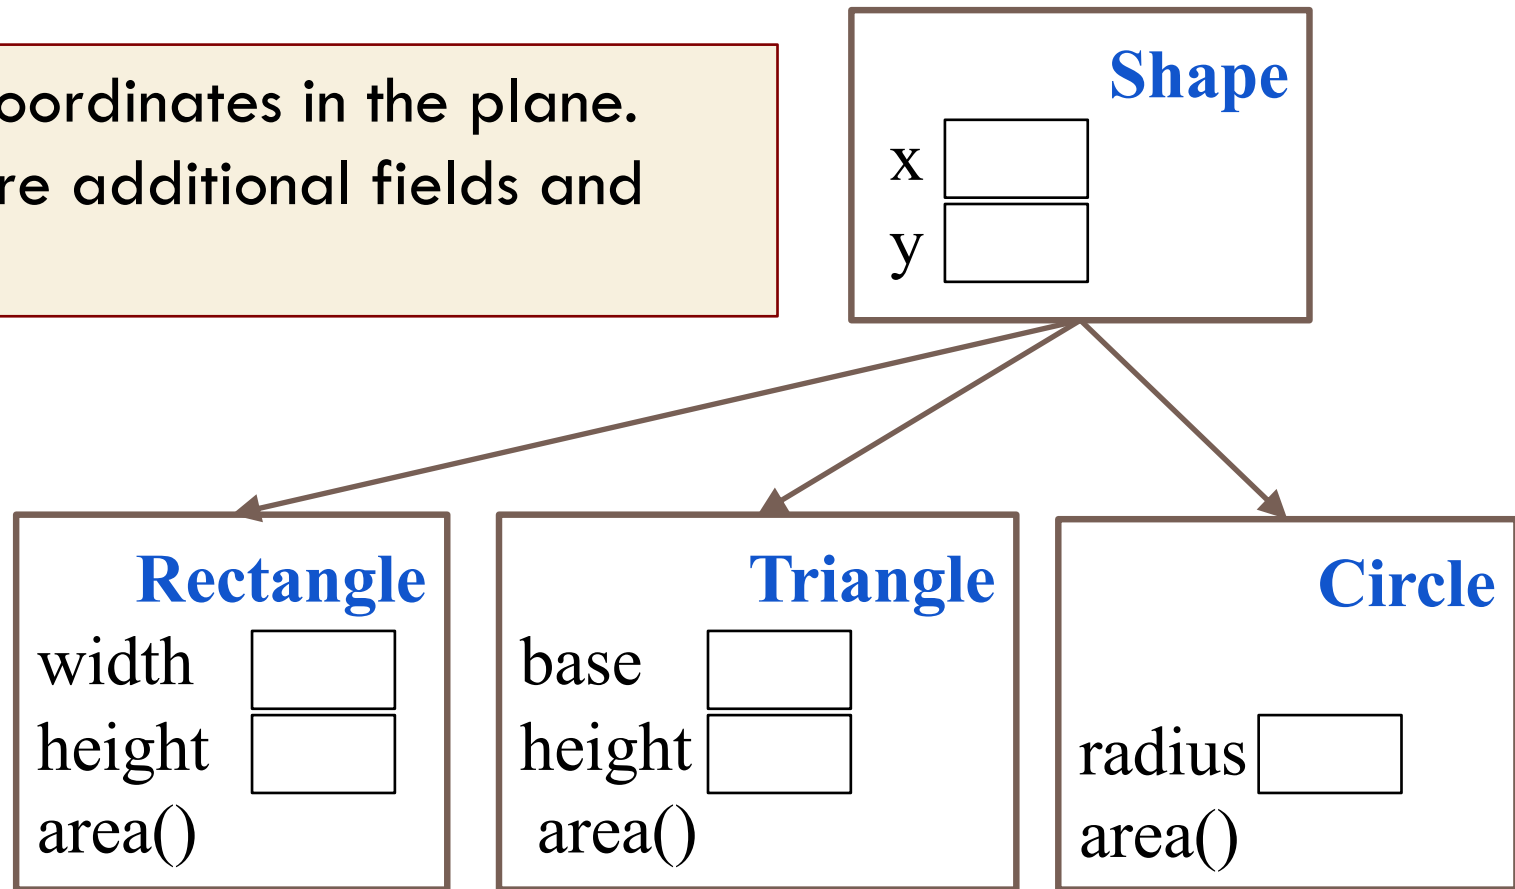 oordinates in the plane.
re additional fields and
Shape
x
y
Rectangle
width
height
area()
Triangle
base
height
area()
Circle
radius
area()